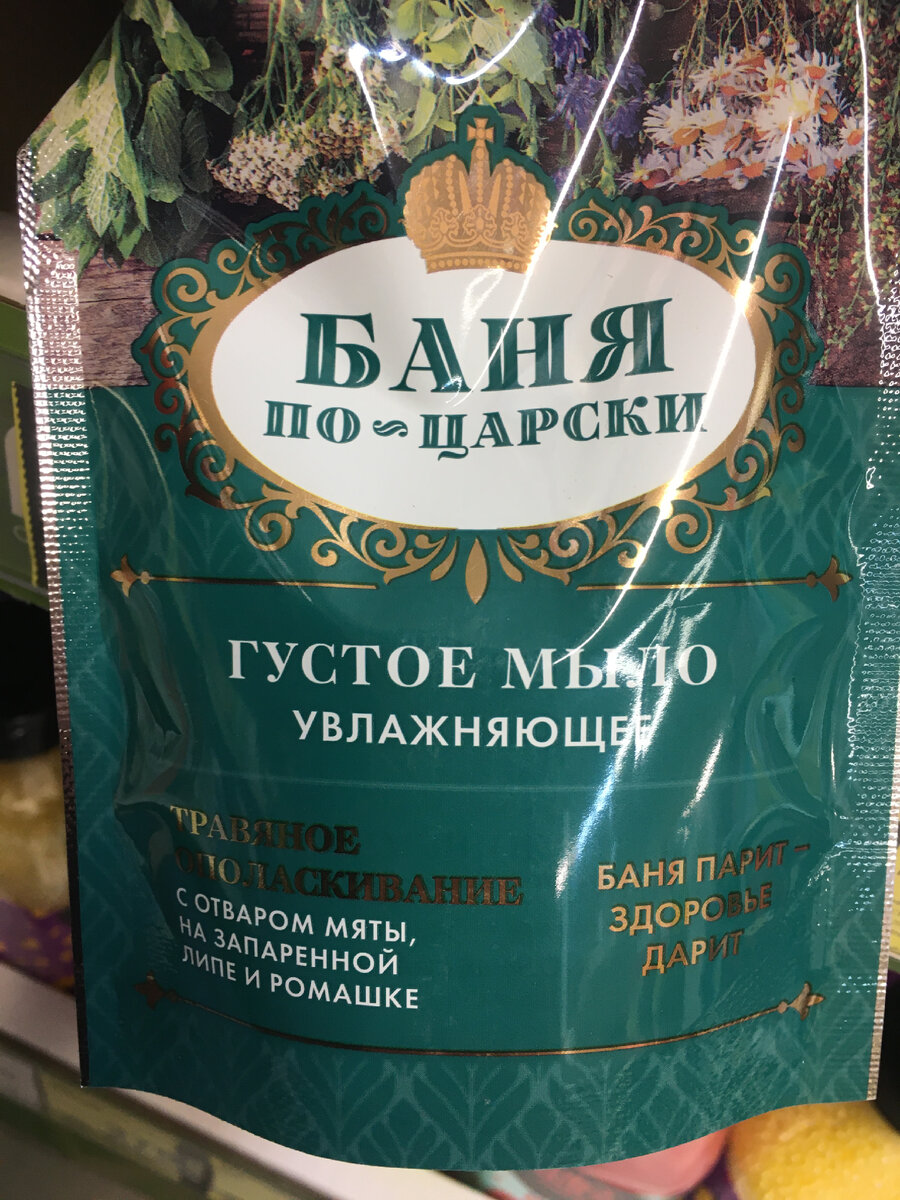 БАНЯ
ПО~ЦАРСКИ
ГУСТОЕ МЫЛО
УВЛАЖНЯЮЩЕЕ
ТРАВЯНОЕ
ОПОЛАСКИВАНИЕ
С ОТВАРОМ МЯТЫ,
НА ЗАПАРЕННОЙ
ЛИПЕ И РОМАШКЕ
БАНЯ ПАРИТ –
ЗДОРОВЬЕ
ДАРИТ